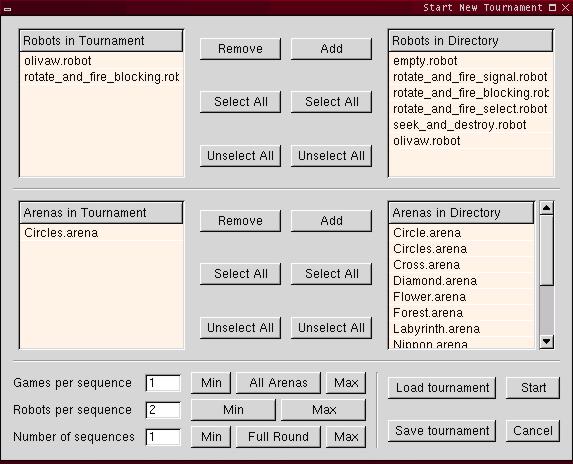 Start New Tournament
Robots in Tournament
olivaw.robot
rotate_and_fire_blocking.rob
Remove Add
Select All Select All
Unselect All Unselect All
Robots in Directory
empty.robot
rotate_and_fire_signal.robot
rotate_and_fire_blocking.rob
rotate_and_fire_select.robot
seek_and_destroy.robot
olivaw.robot
Arenas in Tournament
Circles.arena
Remove Add
Select All Select All
Unselect All Unselect All
Arenas in Directory
Circle.arena
Circles.arena
Cross.arena
Diamond.arena
Flower.arena
Forest.arena
Labyrinth.arena
Nippon.arena
Games per sequence 1 Min All Arenas Max
Robots per sequence 2 Min Max
Number of sequences 1 Min Full Round Max
Load tournament Start
Save tournament Cancel